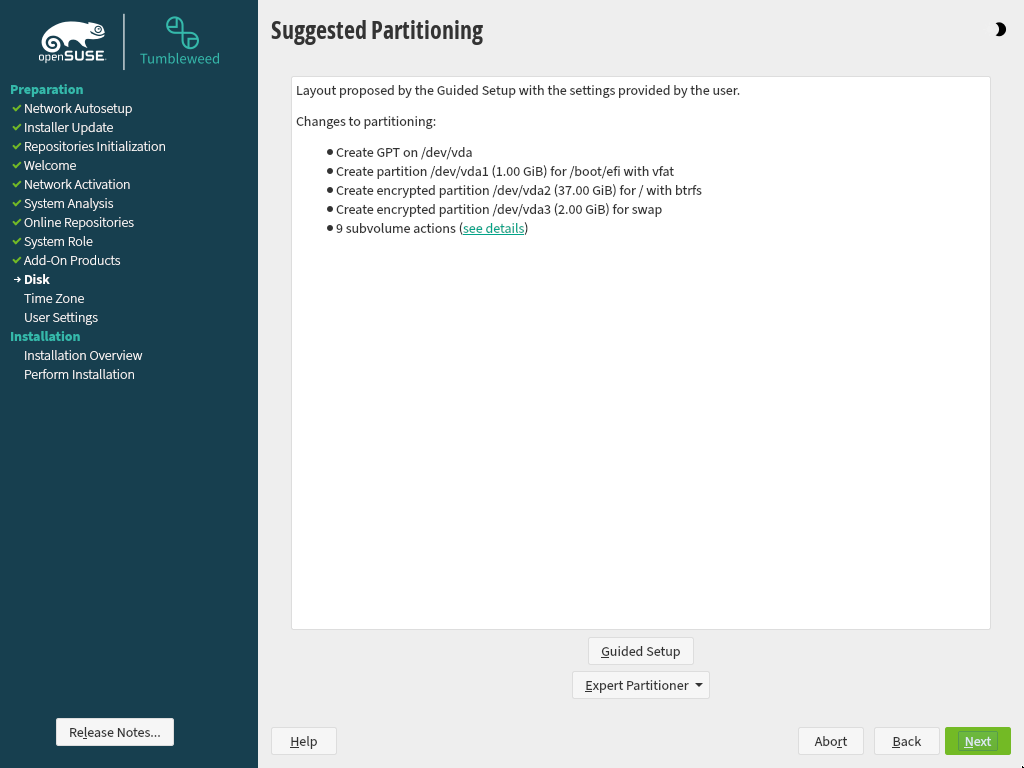 openSUSE
Tumbleweed
Preparation
Network Autosetup
Installer Update
Repositories Initialization
Welcome
Network Activation
System Analysis
Online Repositories
System Role
Add-On Products
Disk
Time Zone
User Settings
Installation
Installation Overview
Perform Installation
Release Notes...
Suggested Partitioning
Layout proposed by the Guided Setup with the settings provided by the user.
Changes to partitioning:
Create GPT on /dev/vda
Create partition /dev/vda1 (1.00 GiB) for /boot/efi with vfat
Create encrypted partition /dev/vda2 (37.00 GiB) for / with btrfs
Create encrypted partition /dev/vda3 (2.00 GiB) for swap
9 subvolume actions (see details)
Guided Setup
Expert Partitioner
Help
Abort
Back
Next